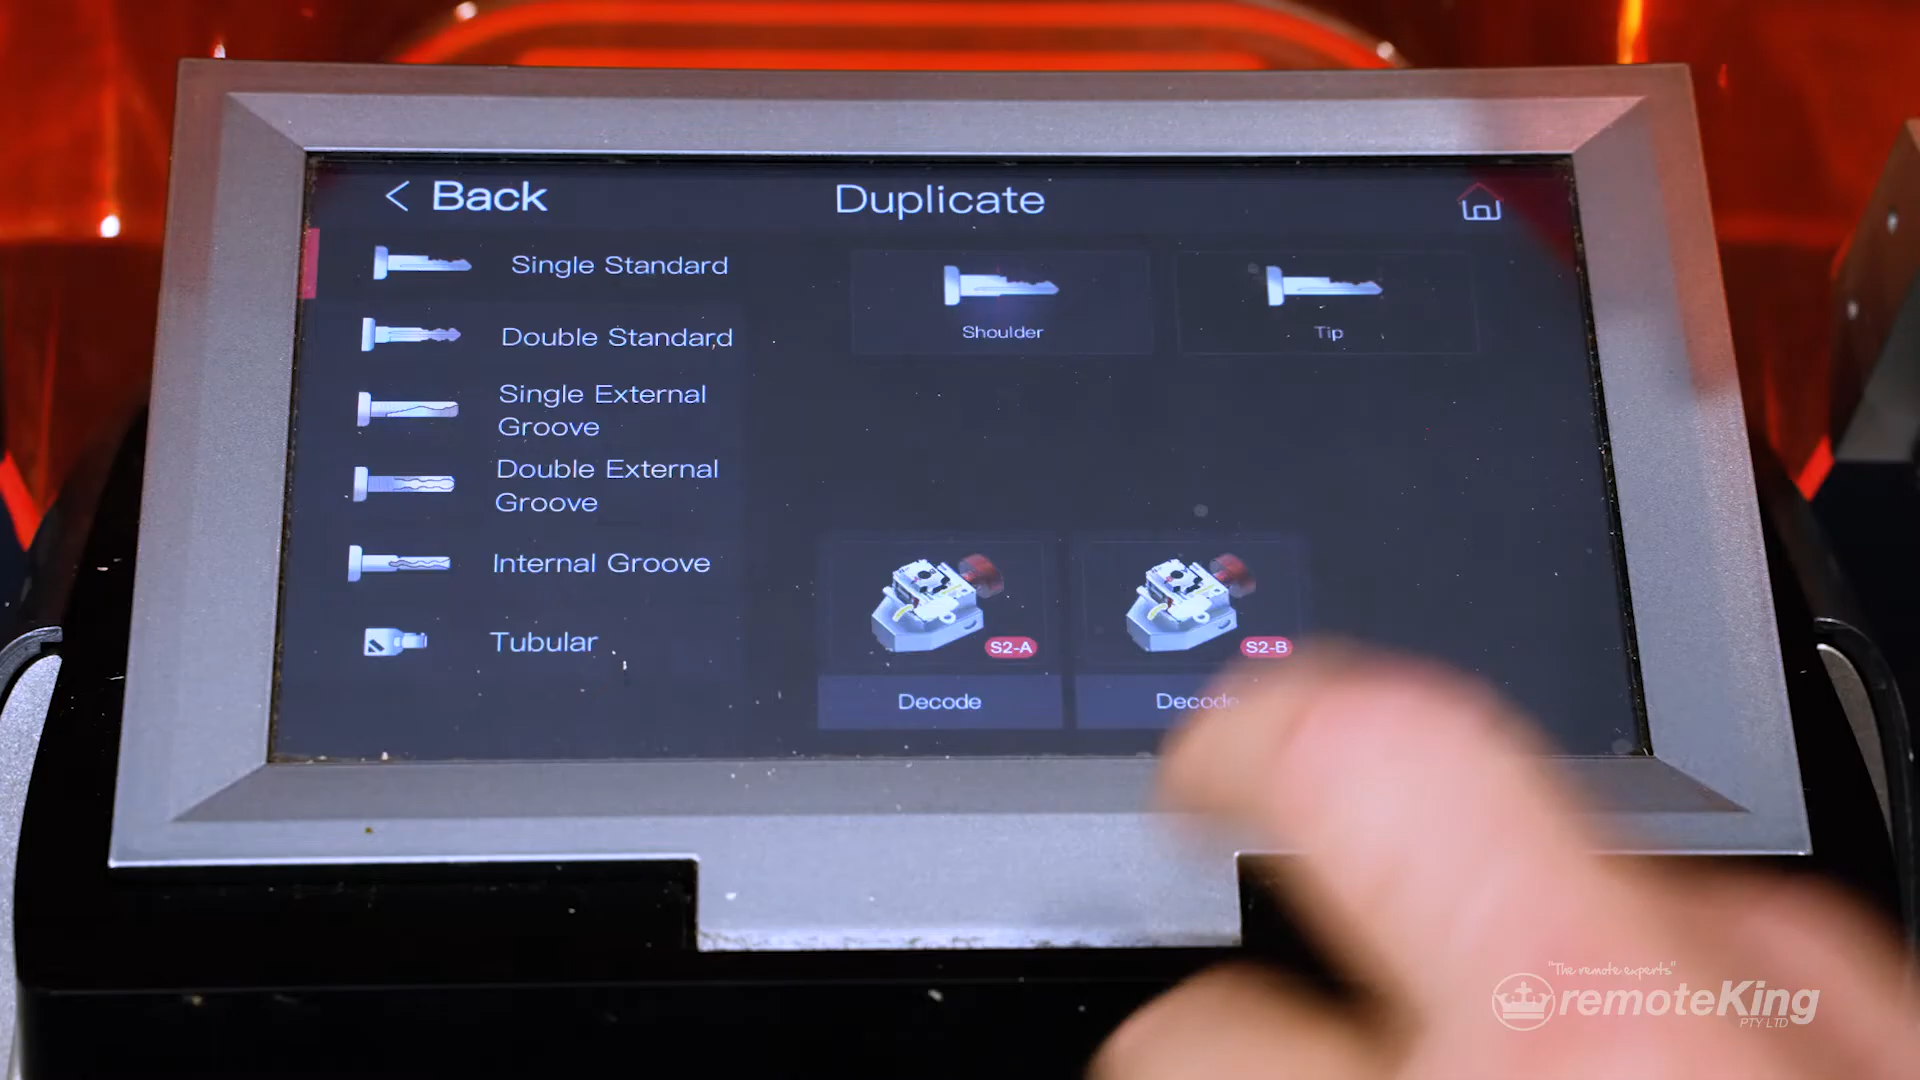 < Back
Duplicate
Single Standard
Double Standard
Single External
Groove
Double External
Groove
Internal Groove
Tubular
Shoulder
Tip
S2-A
S2-B
Decode
Decode
"The remote experts"
remoteKing
PTY LTD